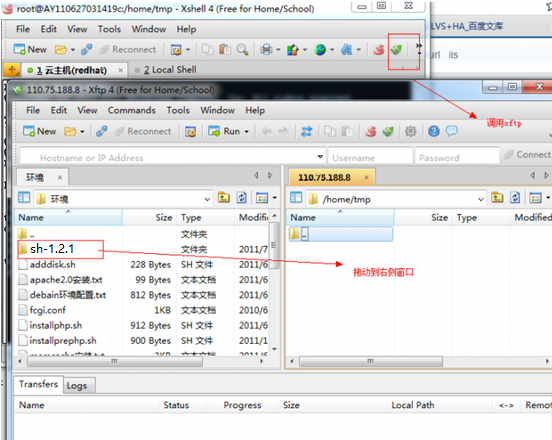 root@AY110627031419c:/home/tmp - Xshell 4 (Free for Home/School)
File Edit View Tools Window Help
New Reconnect
LVS+HA_百度文库
url iis
1 云主机(redhat) × 2 Local Shell
110.75.188.8 - Xftp 4 (Free for Home/School)
调用xftp
File Edit View Commands Tools Window Help
New Reconnect Run
Hostname or IP Address Username Password Connect
环境 × 110.75.188.8 ×
环境 /home/tmp
Name Size Type Modified Name Size Type
.. 文件夹 ..
sh-1.2.1 文件夹 2011/7
adddisk.sh 228 Bytes SH 文件 2011/6
拖动到右侧窗口
apache2.0安装.txt 99 Bytes 文本文档 2011/6
debain环境配置.txt 812 Bytes 文本文档 2011/6
fcgi.conf 1KB 文本文档 2010/6
installphp.sh 912 Bytes SH 文件 2011/6
installprephp.sh 900 Bytes SH 文件 2011/1
Transfers Logs
Name Status Progress Size Local Path <-> Remot